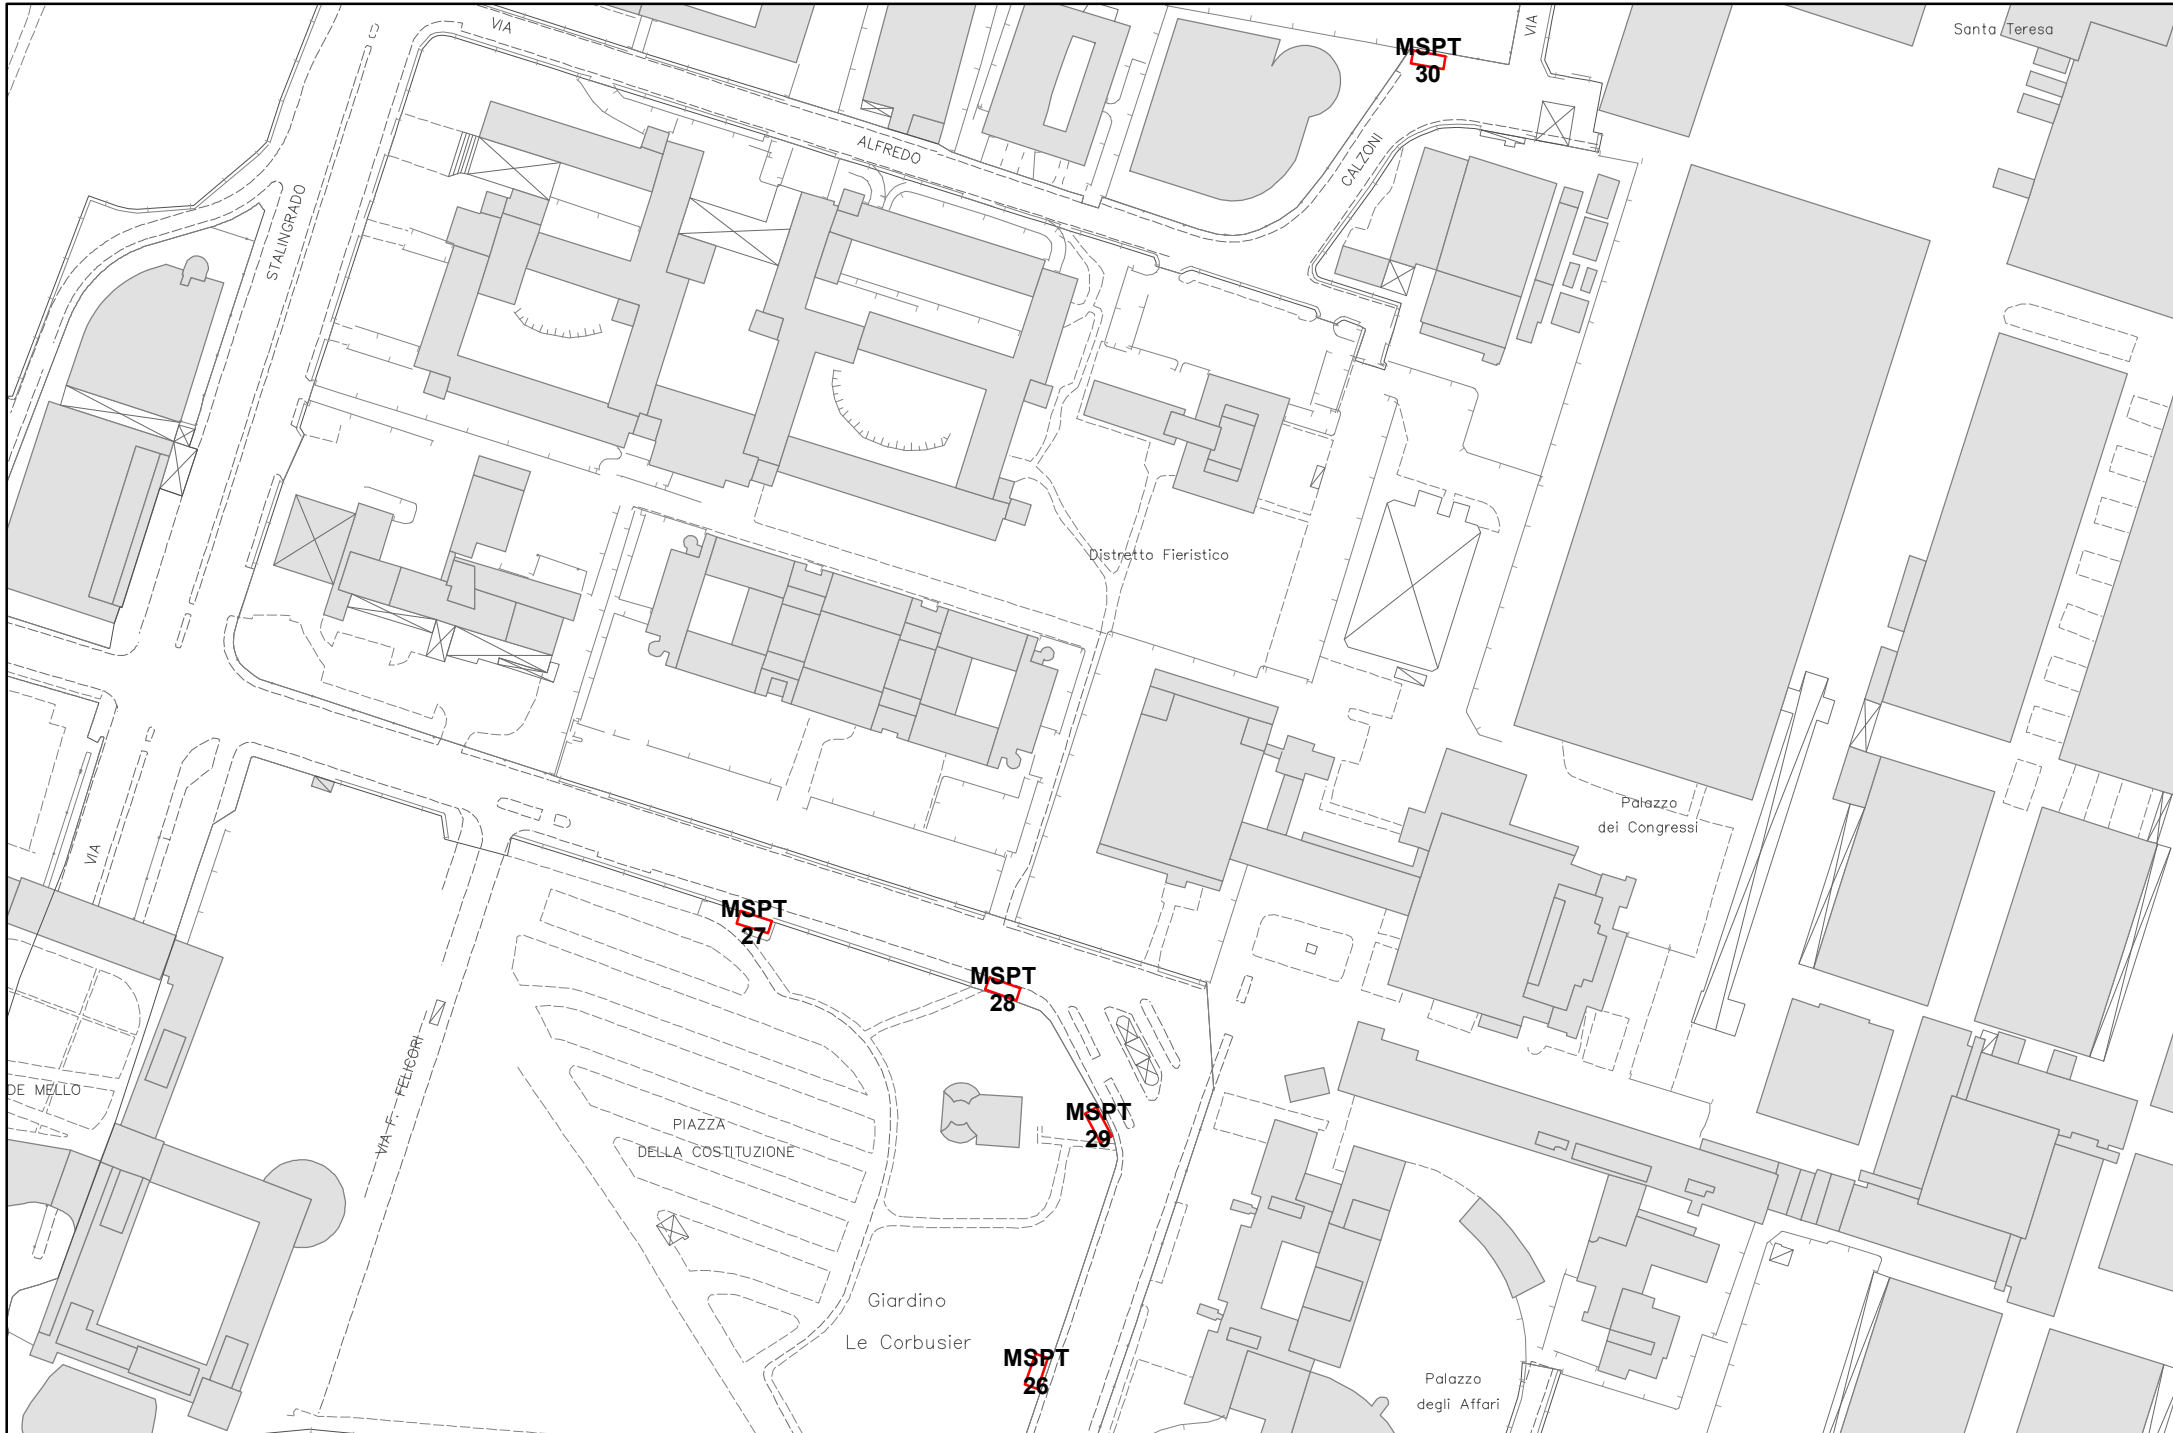 VIA
VIA
Santa Teresa
MSPT
30
ALFREDO
CALZONI
STALINGRADO
Distretto Fieristico
Palazzo
dei Congressi
VIA
MSPT
27
MSPT
28
VIA F. FELICORI
DE MELLO
MSPT
29
PIAZZA
DELLA COSTITUZIONE
Giardino
Le Corbusier
MSPT
26
Palazzo
degli Affari